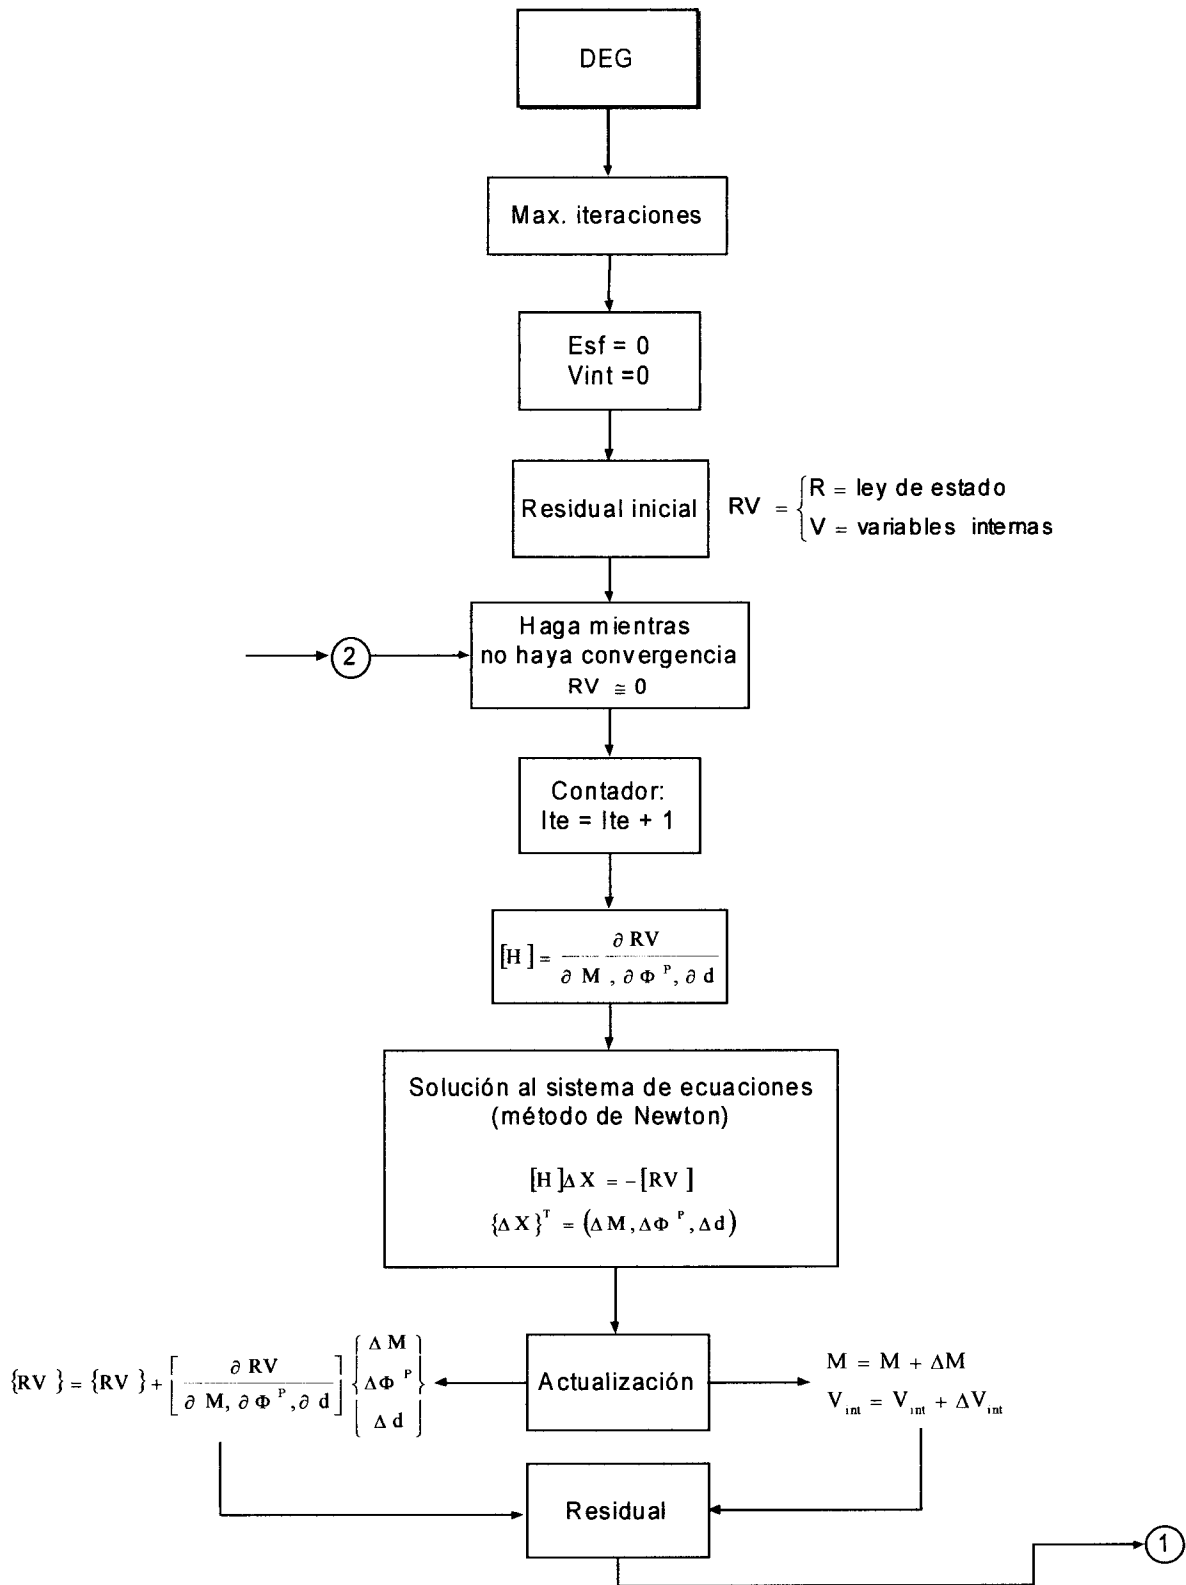 DEG
Max. iteraciones
Esf = 0
Vint =0
Residual inicial
RV = { R = ley de estado
V = variables internas
Haga mientras
no haya convergencia
RV ≅ 0
2
Contador:
Ite = Ite + 1
[H] = ∂ RV / ∂ M , ∂ Φ ᴾ, ∂ d
Solución al sistema de ecuaciones
(método de Newton)
[H]Δ X = -[RV]
{Δ X}ᵀ = (Δ M, ΔΦ ᴾ, Δ d)
Actualización
{RV} = {RV} + [∂ RV / ∂ M, ∂ Φ ᴾ, ∂ d] {Δ M
ΔΦ ᴾ
Δ d}
M = M + ΔM
V_int = V_int + ΔV_int
Residual
1